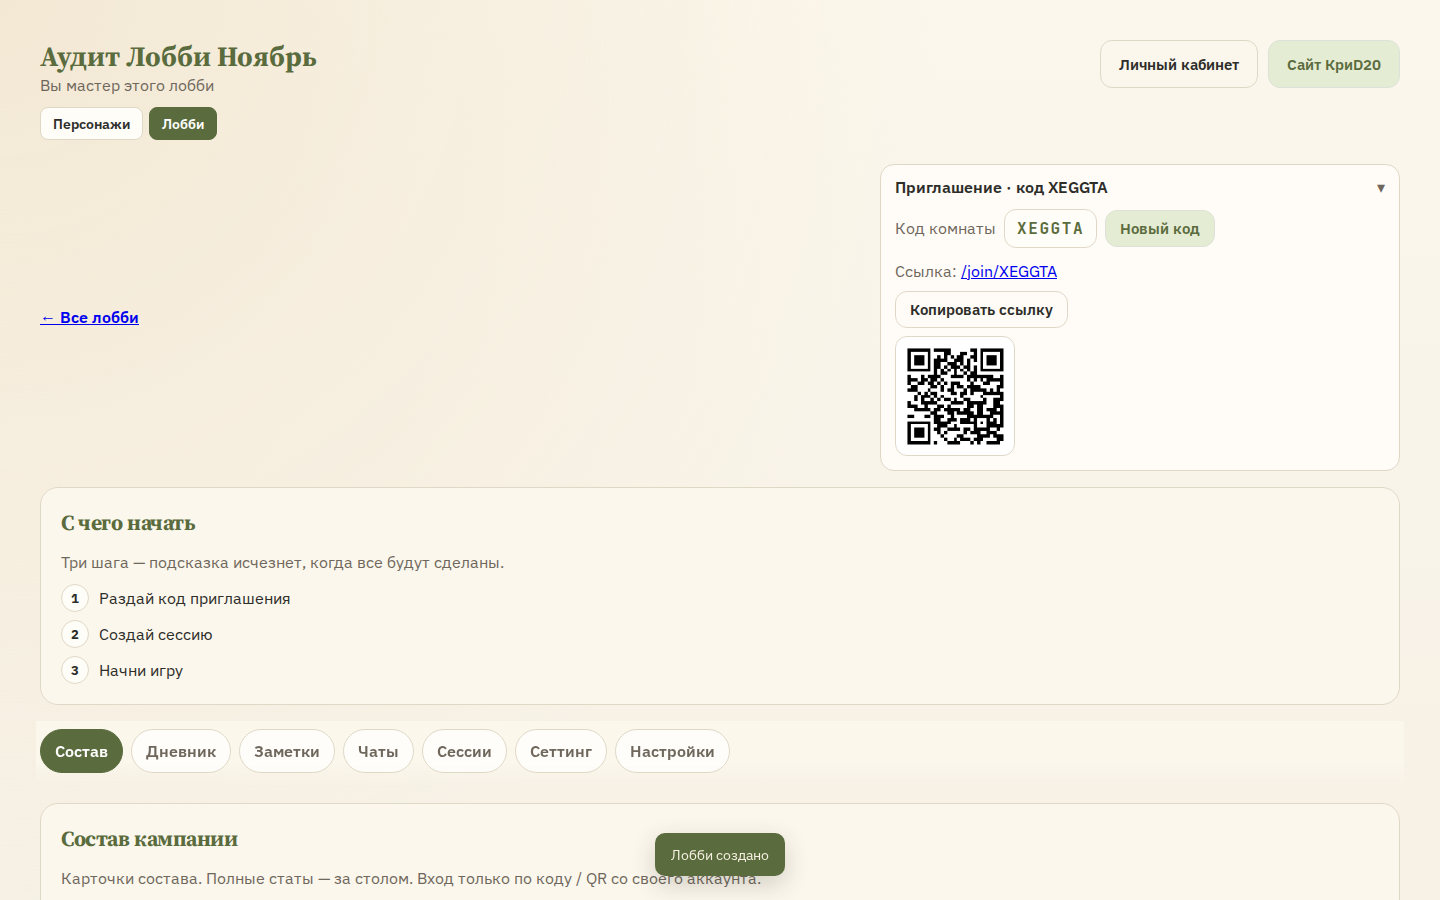 Аудит Лобби Ноябрь
Вы мастер этого лобби
Персонажи
Лобби
Личный кабинет
Сайт КриD20
← Все лобби
Приглашение · код XEGGTA
▼
Код комнаты
XEGGTA
Новый код
Ссылка: /join/XEGGTA
Копировать ссылку
С чего начать
Три шага — подсказка исчезнет, когда все будут сделаны.
1 Раздай код приглашения
2 Создай сессию
3 Начни игру
Состав
Дневник
Заметки
Чаты
Сессии
Сеттинг
Настройки
Состав кампании
Карточки состава. Полные статы — за столом. Вход только по коду / QR со своего аккаунта.
Лобби создано